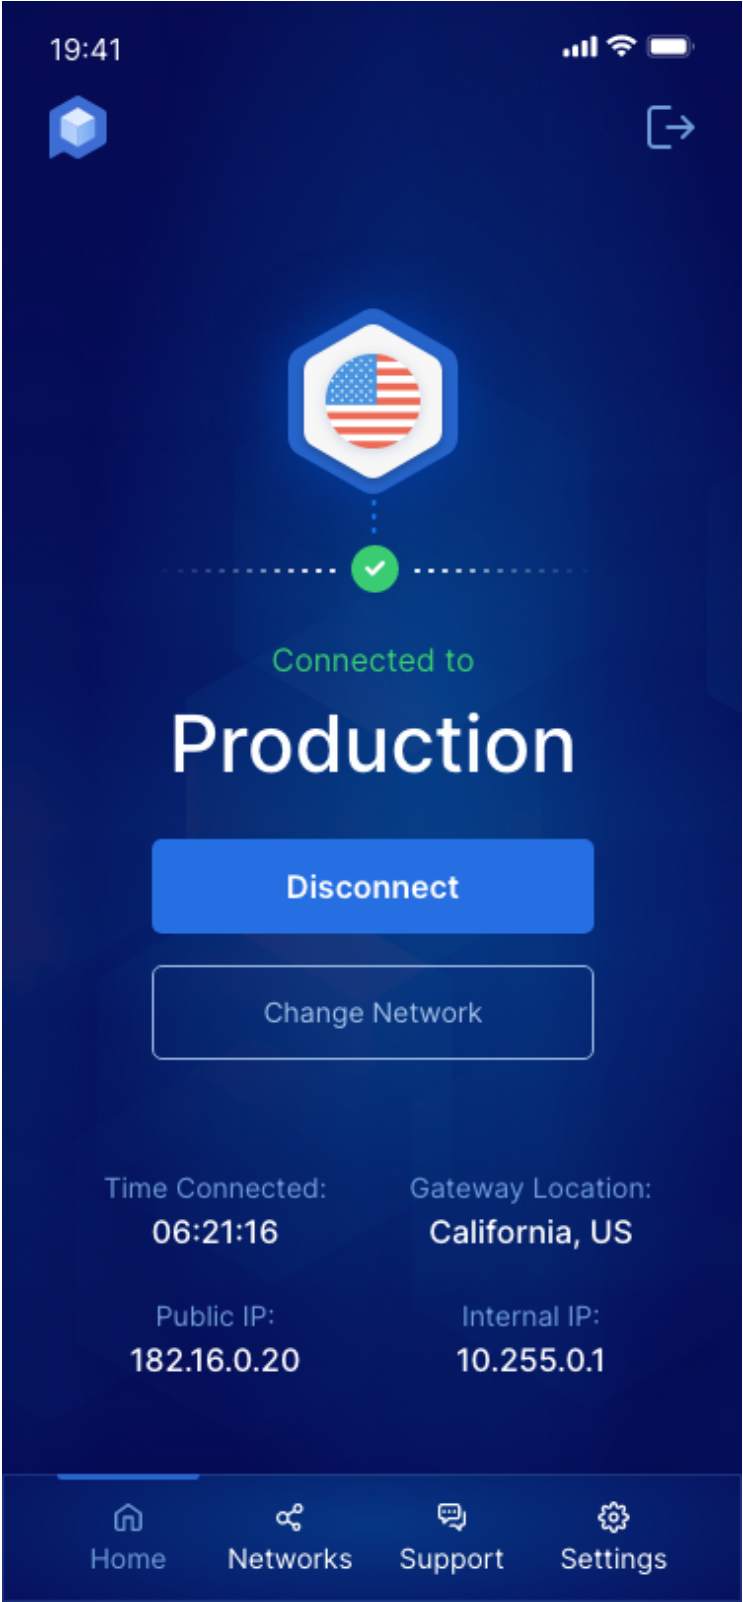 19:41
Connected to
Production
Disconnect
Change Network
Time Connected: Gateway Location:
06:21:16 California, US
Public IP: Internal IP:
182.16.0.20 10.255.0.1
Home Networks Support Settings